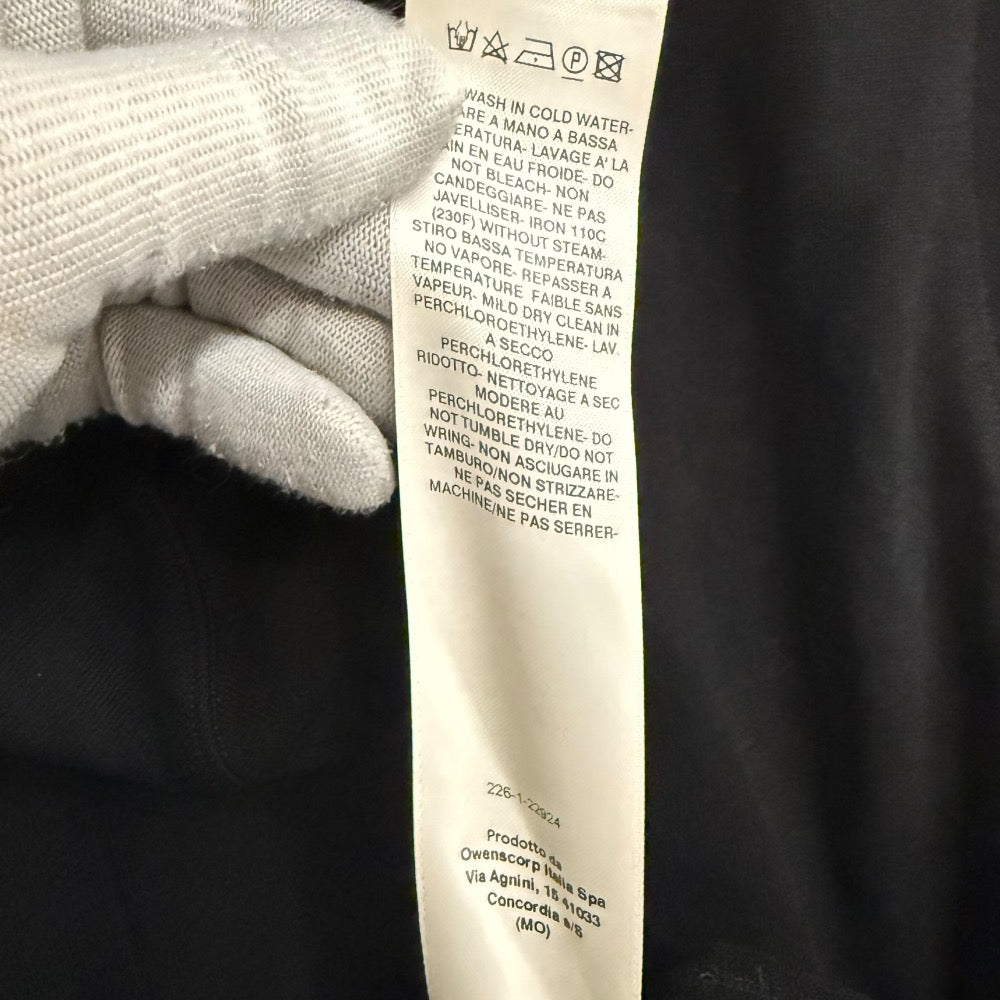 WASH IN COLD WATER-
ARE A MANO A BASSA
ERATURA- LAVAGE A' LA
AIN EN EAU FROIDE- DO
NOT BLEACH- NON
CANDEGGIARE- NE PAS
JAVELLISER- IRON 110C
(230F) WITHOUT STEAM-
STIRO BASSA TEMPERATURA
NO VAPORE- REPASSER A
TEMPERATURE FAIBLE SANS
VAPEUR- MILD DRY CLEAN IN
PERCHLOROETHYLENE- LAV.
A SECCO
PERCHLORETHYLENE
RIDOTTO- NETTOYAGE A SEC
MODERE AU
PERCHLORETHYLENE- DO
NOT TUMBLE DRY/DO NOT
WRING- NON ASCIUGARE IN
TAMBURO/NON STRIZZARE-
NE PAS SECHER EN
MACHINE/NE PAS SERRER-
226-1-22924
Prodotto da
Owenscorp Italia Spa
Via Agnini, 15 41033
Concordia s/S
(MO)